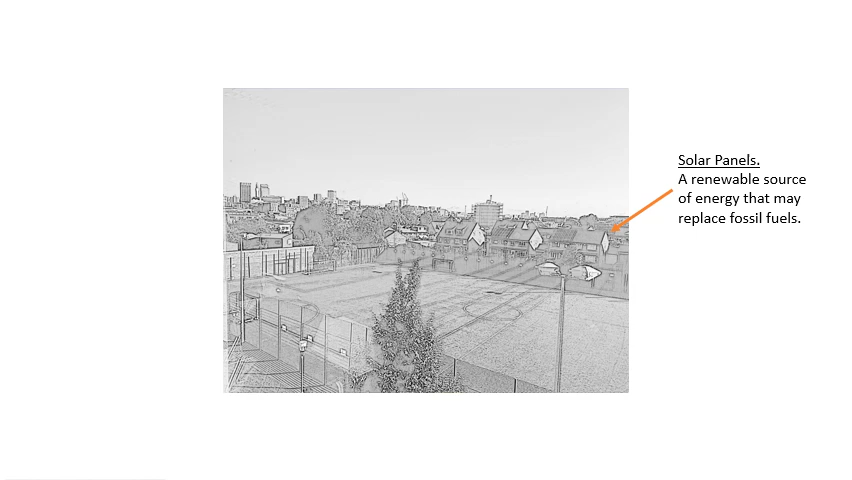 Solar Panels.
A renewable source
of energy that may
replace fossil fuels.